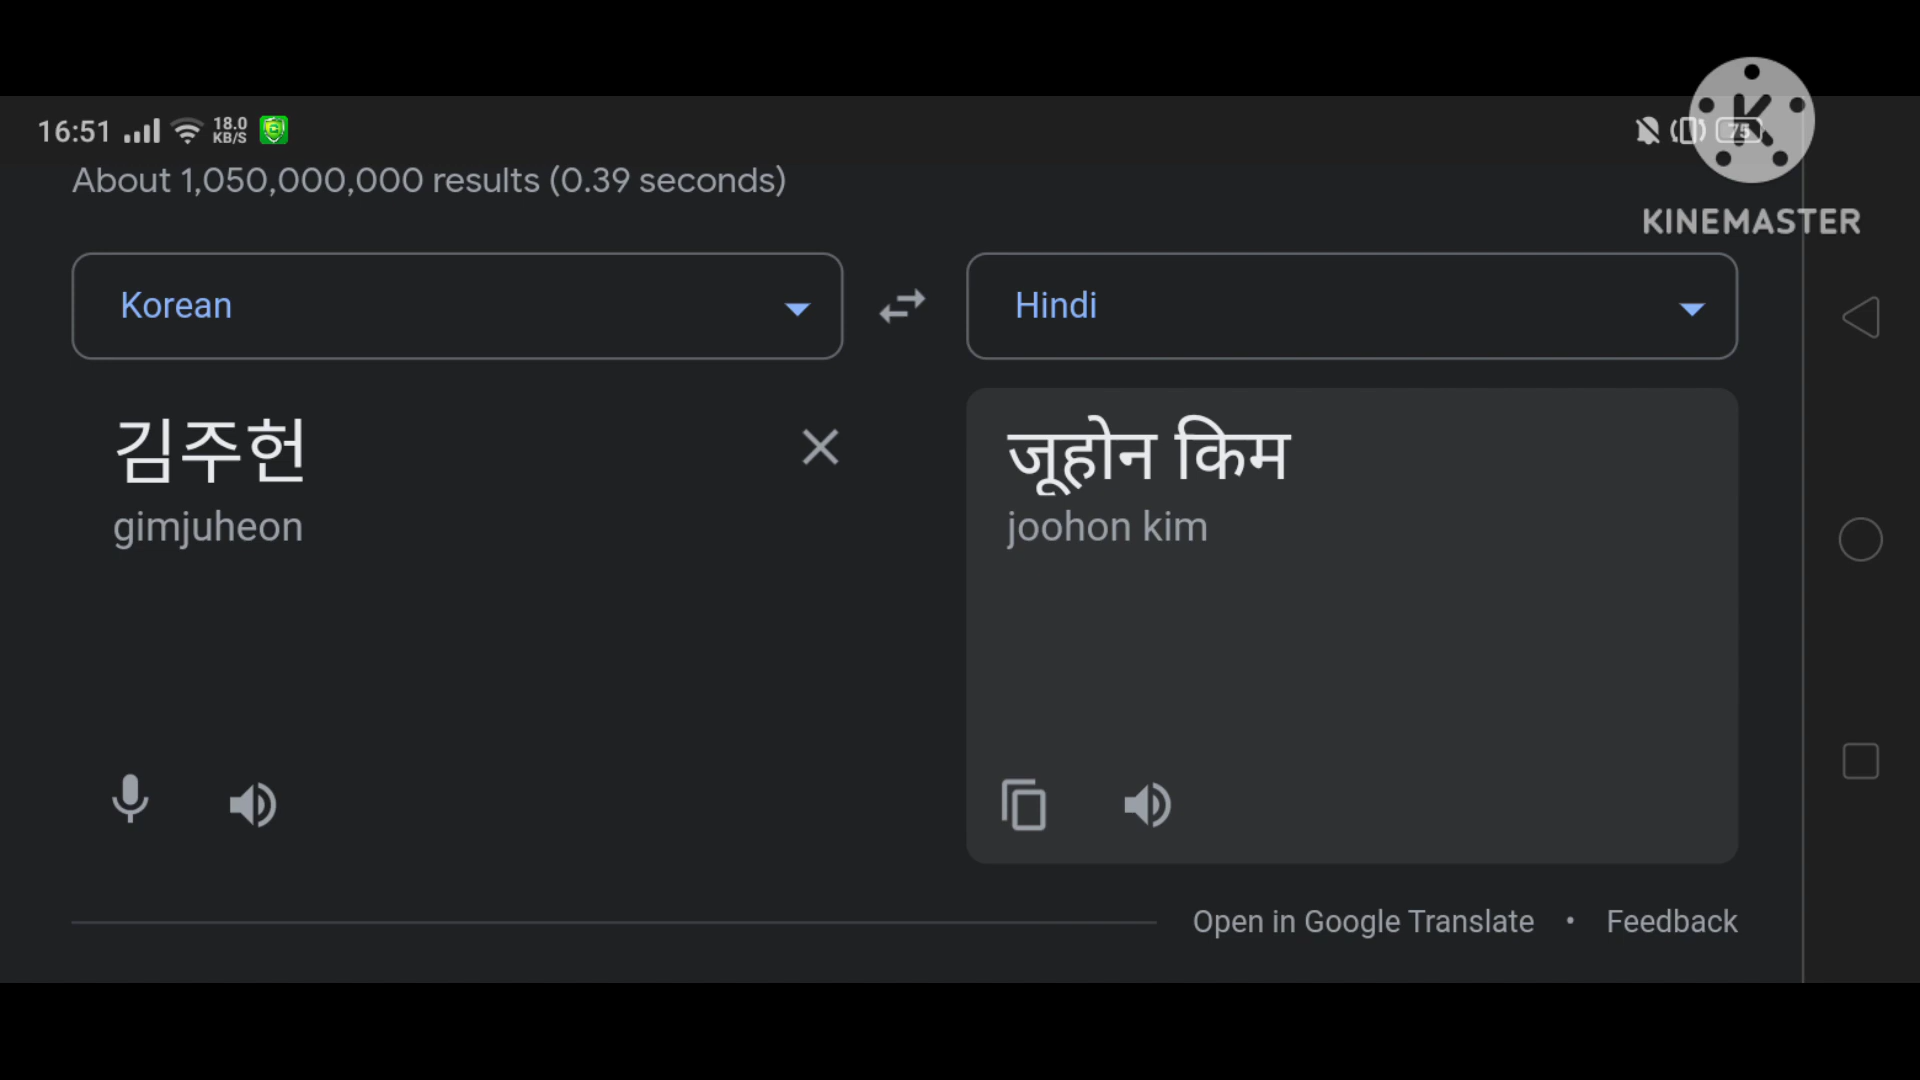 16:51 18.0 KB/S 75
About 1,050,000,000 results (0.39 seconds)
KINEMASTER
Korean Hindi
김주헌 जूहोन किम
gimjuheon joohon kim
Open in Google Translate • Feedback